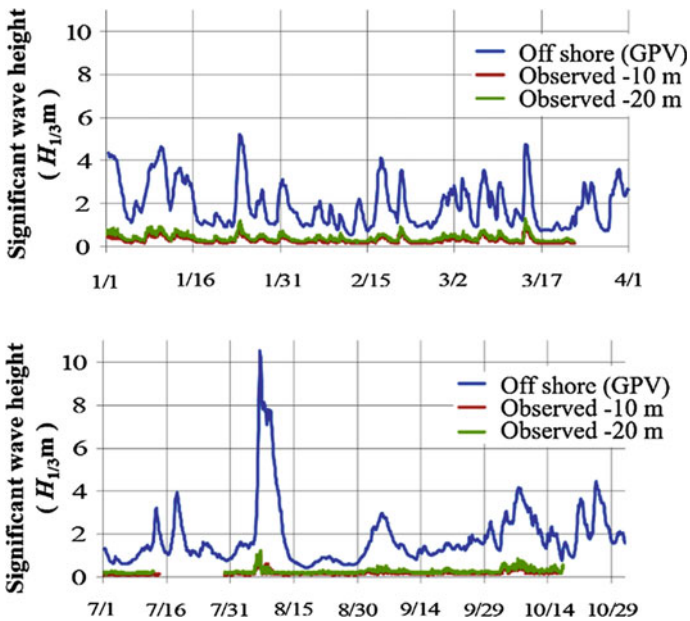 Significant wave height
( H1/3m )
10
8
6
4
2
0
Off shore (GPV)
Observed -10 m
Observed -20 m
1/1 1/16 1/31 2/15 3/2 3/17 4/1
Significant wave height
( H1/3m )
10
8
6
4
2
0
Off shore (GPV)
Observed -10 m
Observed -20 m
7/1 7/16 7/31 8/15 8/30 9/14 9/29 10/14 10/29